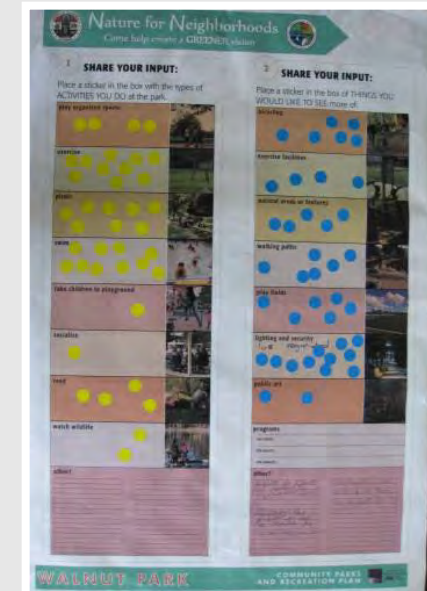 Nature for Neighborhoods
Come help create a GREENER vision
1
SHARE YOUR INPUT:
Place a sticker in the box with the types of
ACTIVITIES YOU DO at the park.
play organized sports
exercise
picnic
swim
take children to playground
socialize
read
watch wildlife
other?
2
SHARE YOUR INPUT:
Place a sticker in the box of THINGS YOU
WOULD LIKE TO SEE more of.
bicycling
exercise facilities
natural areas or features
walking paths
play fields
lighting and security
public art
programs
other?
WALNUT PARK
COMMUNITY PARKS
AND RECREATION PLAN